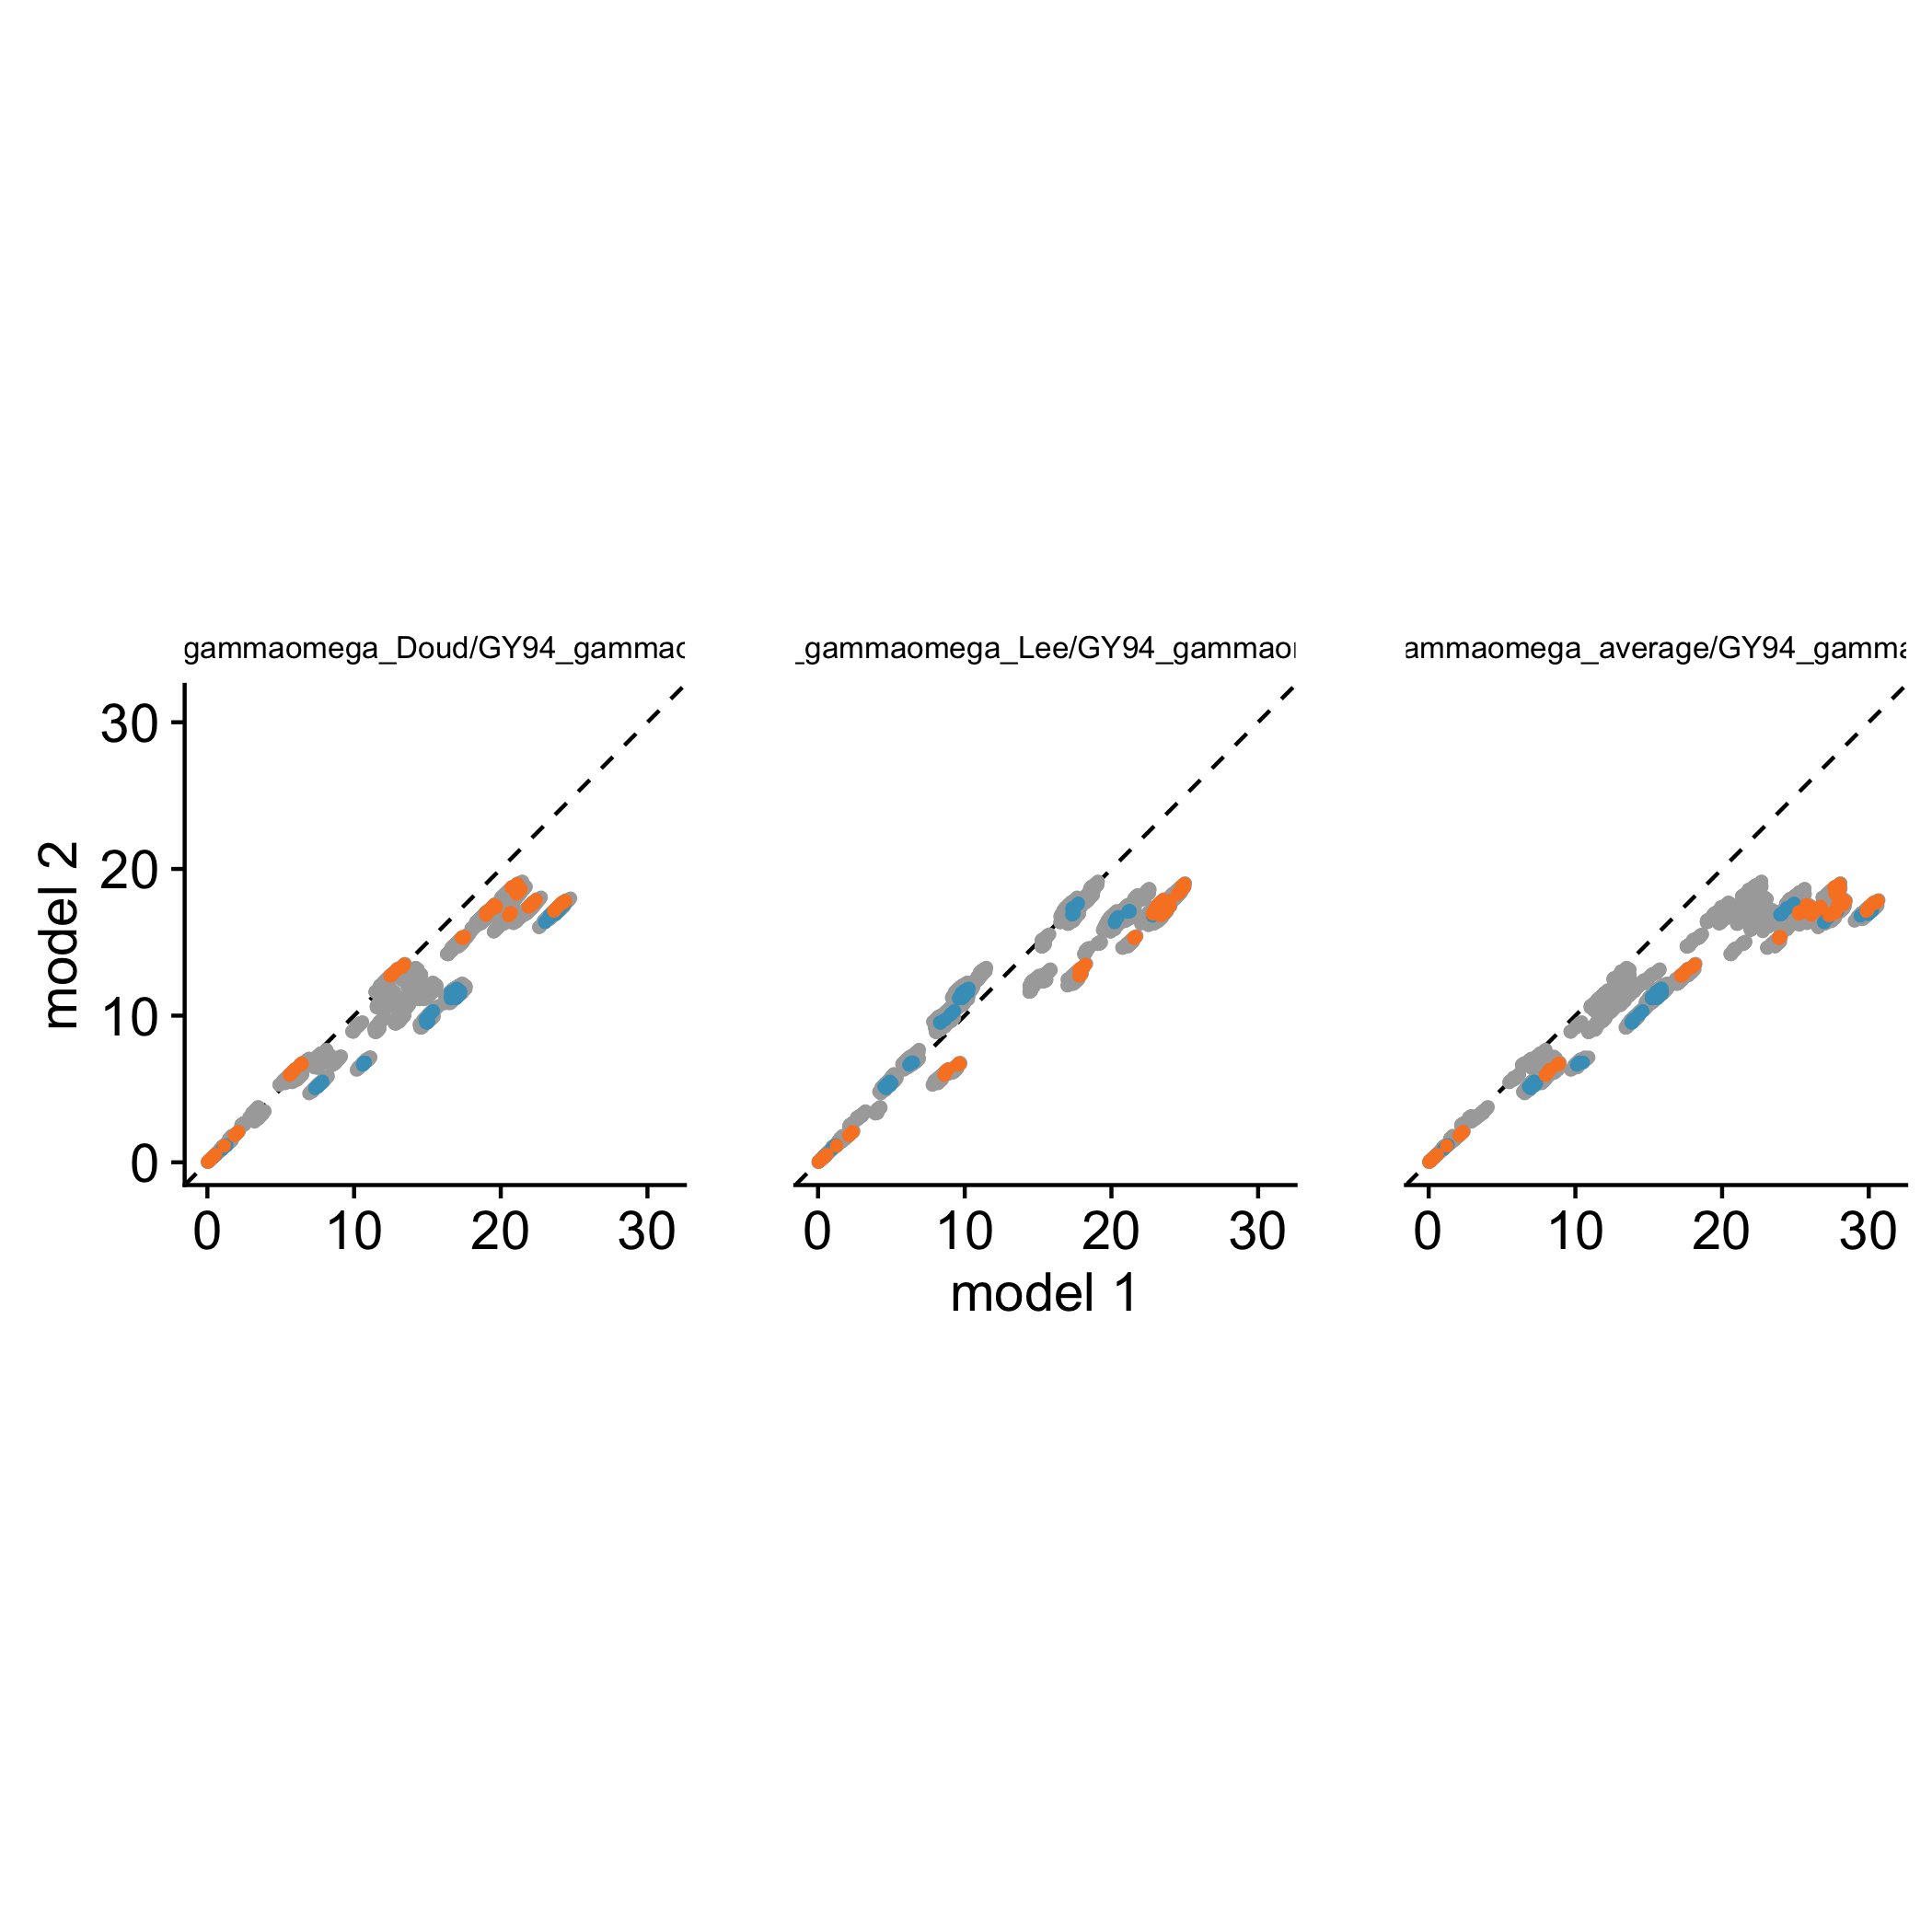 gammaomega_Doud/GY94_gammao
_gammaomega_Lee/GY94_gammaor
ammaomega_average/GY94_gamma
model 2
30
20
10
0
0 10 20 30
0 10 20 30
0 10 20 30
model 1